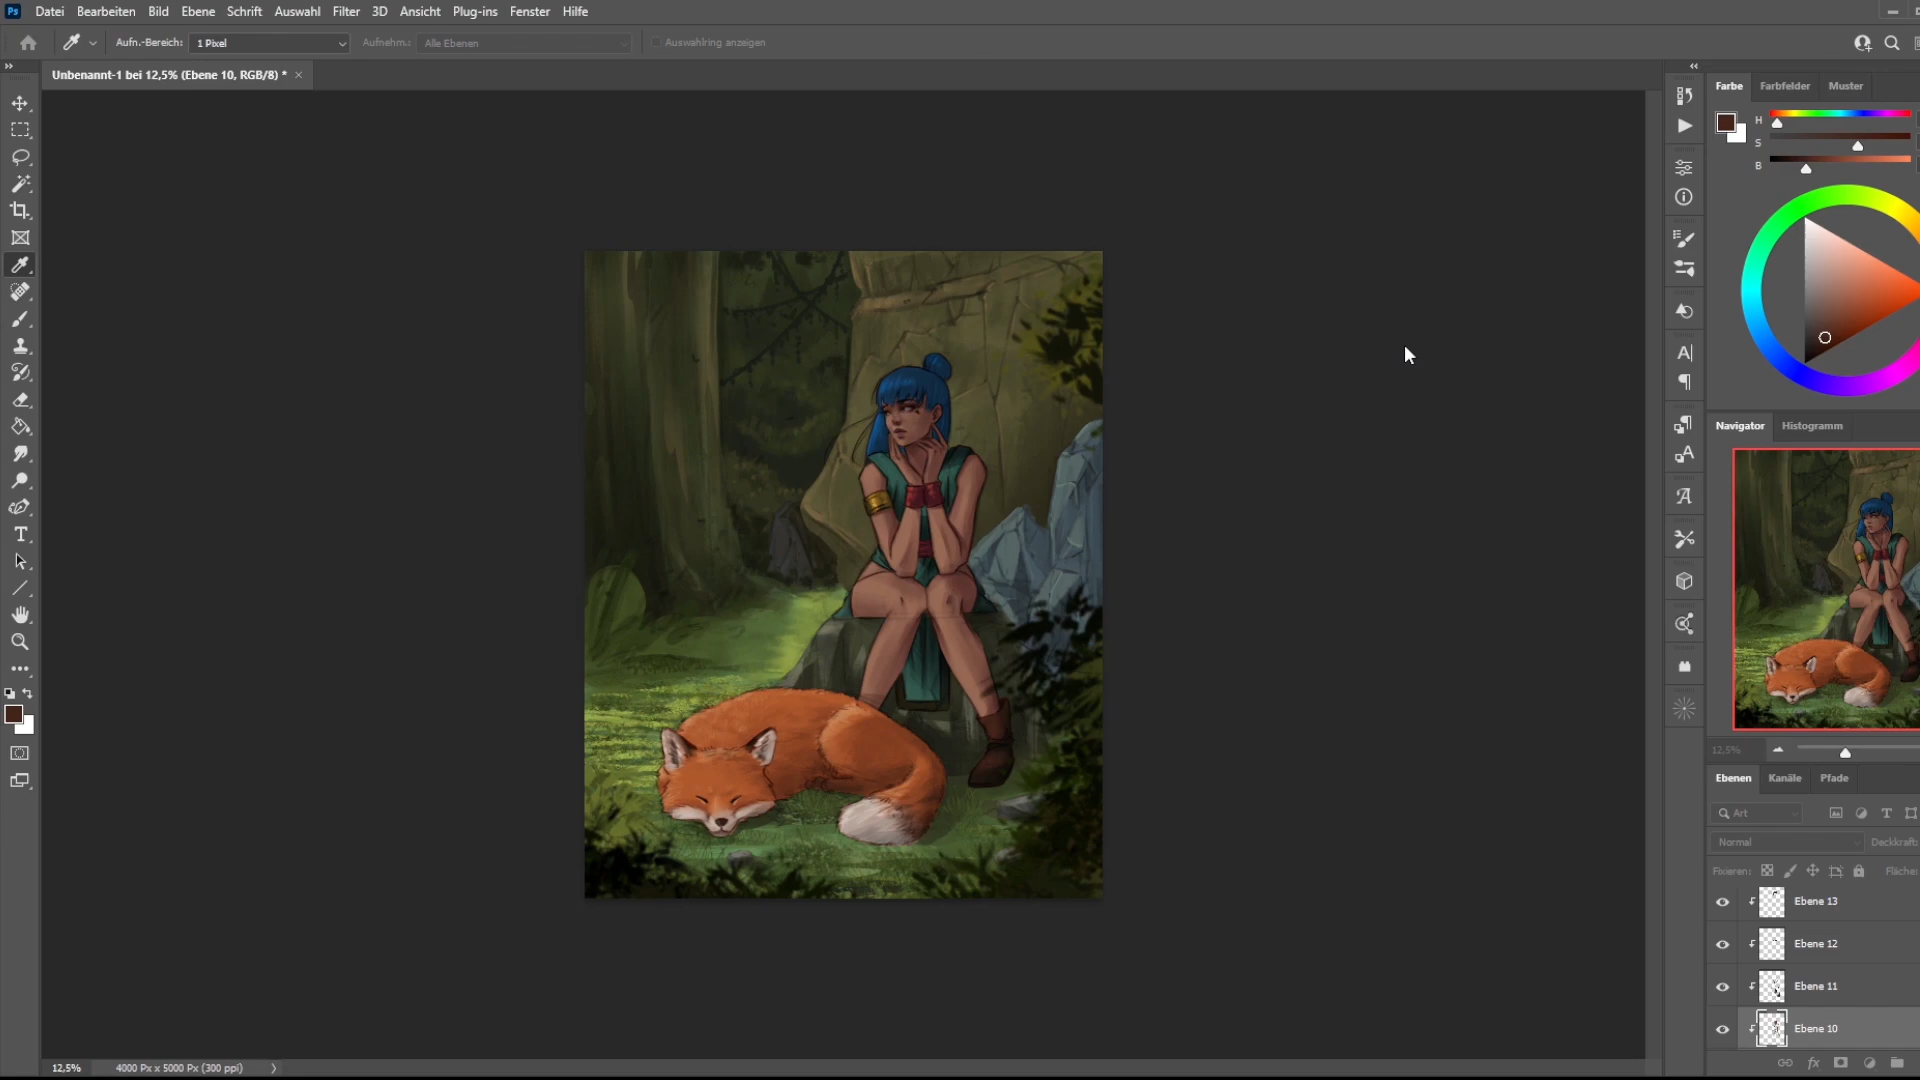 Ps Datei Bearbeiten Bild Ebene Schrift Auswahl Filter 3D Ansicht Plug-ins Fenster Hilfe
Aufn.-Bereich: 1 Pixel Aufnehm.: Alle Ebenen Auswahlring anzeigen
Unbenannt-1 bei 12,5% (Ebene 10, RGB/8) *
Farbe Farbfelder Muster
H
S
B
Navigator Histogramm
12,5%
Ebenen Kanäle Pfade
Art
Normal Deckkraft:
Fixieren: Fläche:
Ebene 13
Ebene 12
Ebene 11
Ebene 10
12,5% 4000 Px x 5000 Px (300 ppi)